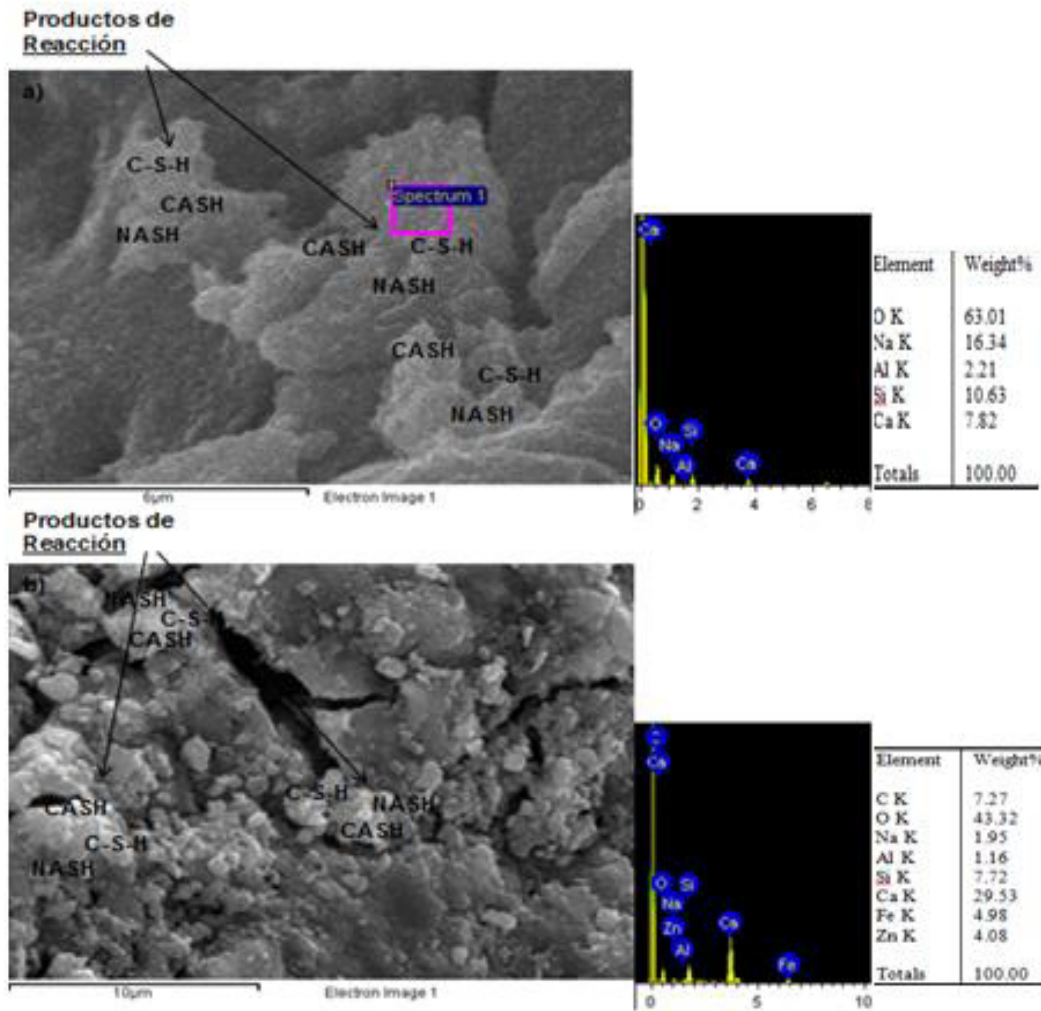 Productos de
Reacción
a)
C-S-H
CASH
NASH
Spectrum 1
CASH
C-S-H
NASH
CASH
C-S-H
NASH
6µm
Electron Image 1
Ca
O
Si
Na
Al
Ca
0 2 4 6 8
Element Weight%
O K 63.01
Na K 16.34
Al K 2.21
Si K 10.63
Ca K 7.82
Totals 100.00
Productos de
Reacción
b)
NASH
C-S-
CASH
C-S-H
NASH
CASH
CASH
C-S-H
NASH
10µm
Electron Image 1
Ca
O
Si
Na
Zn
Al
Ca
Fe
0 5 10
Element Weight%
C K 7.27
O K 43.32
Na K 1.95
Al K 1.16
Si K 7.72
Ca K 29.53
Fe K 4.98
Zn K 4.08
Totals 100.00